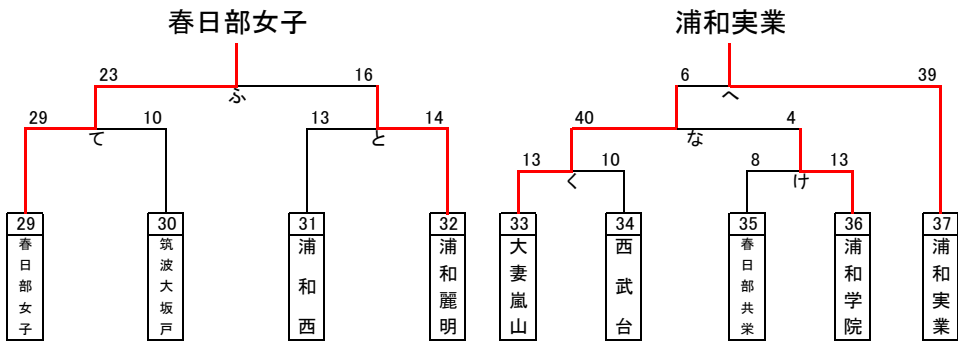 春日部女子 浦和実業
23 16 6 39
ふ へ
29 10 13 14 40 4
て と な
13 10 8 13
く け
29 30 31 32 33 34 35 36 37
春日部女子
筑波大坂戸
浦和西
浦和麗明
大妻嵐山
西武台
春日部共栄
浦和学院
浦和実業